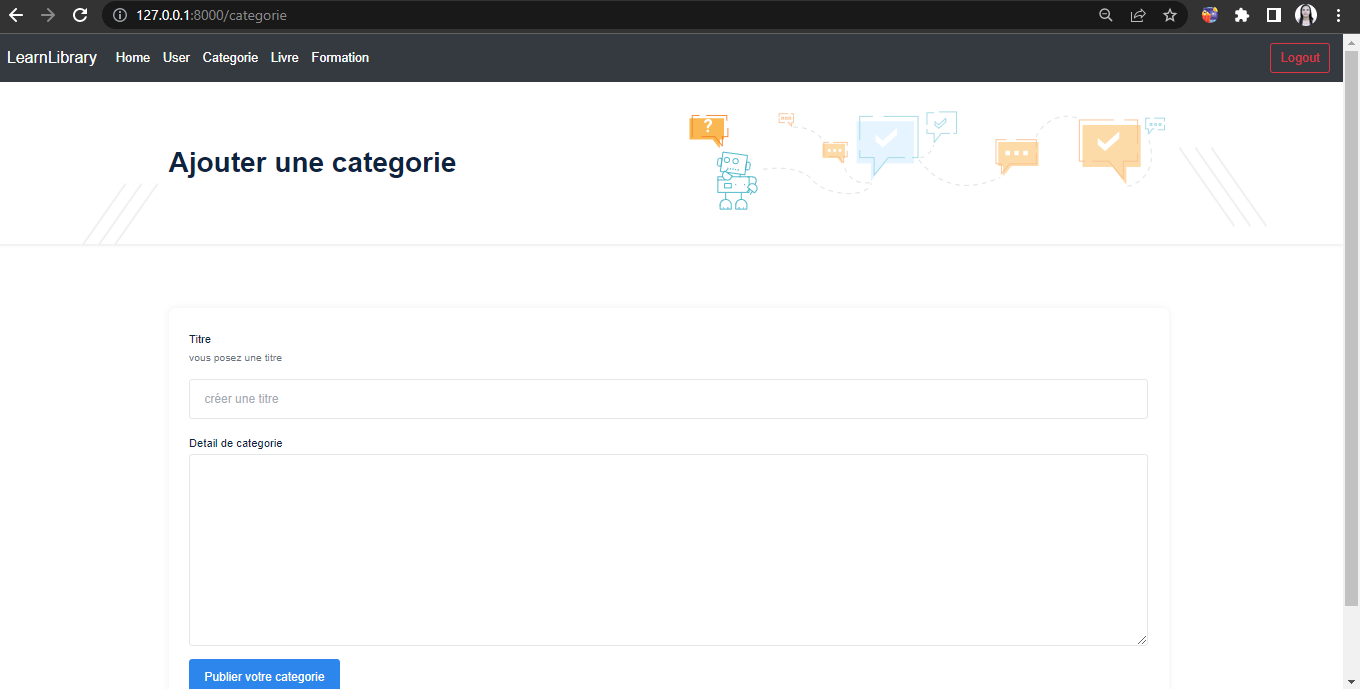 127.0.0.1:8000/categorie
LearnLibrary Home User Categorie Livre Formation Logout
?
Ajouter une categorie
Titre
vous posez une titre
créer une titre
Detail de categorie
Publier votre categorie